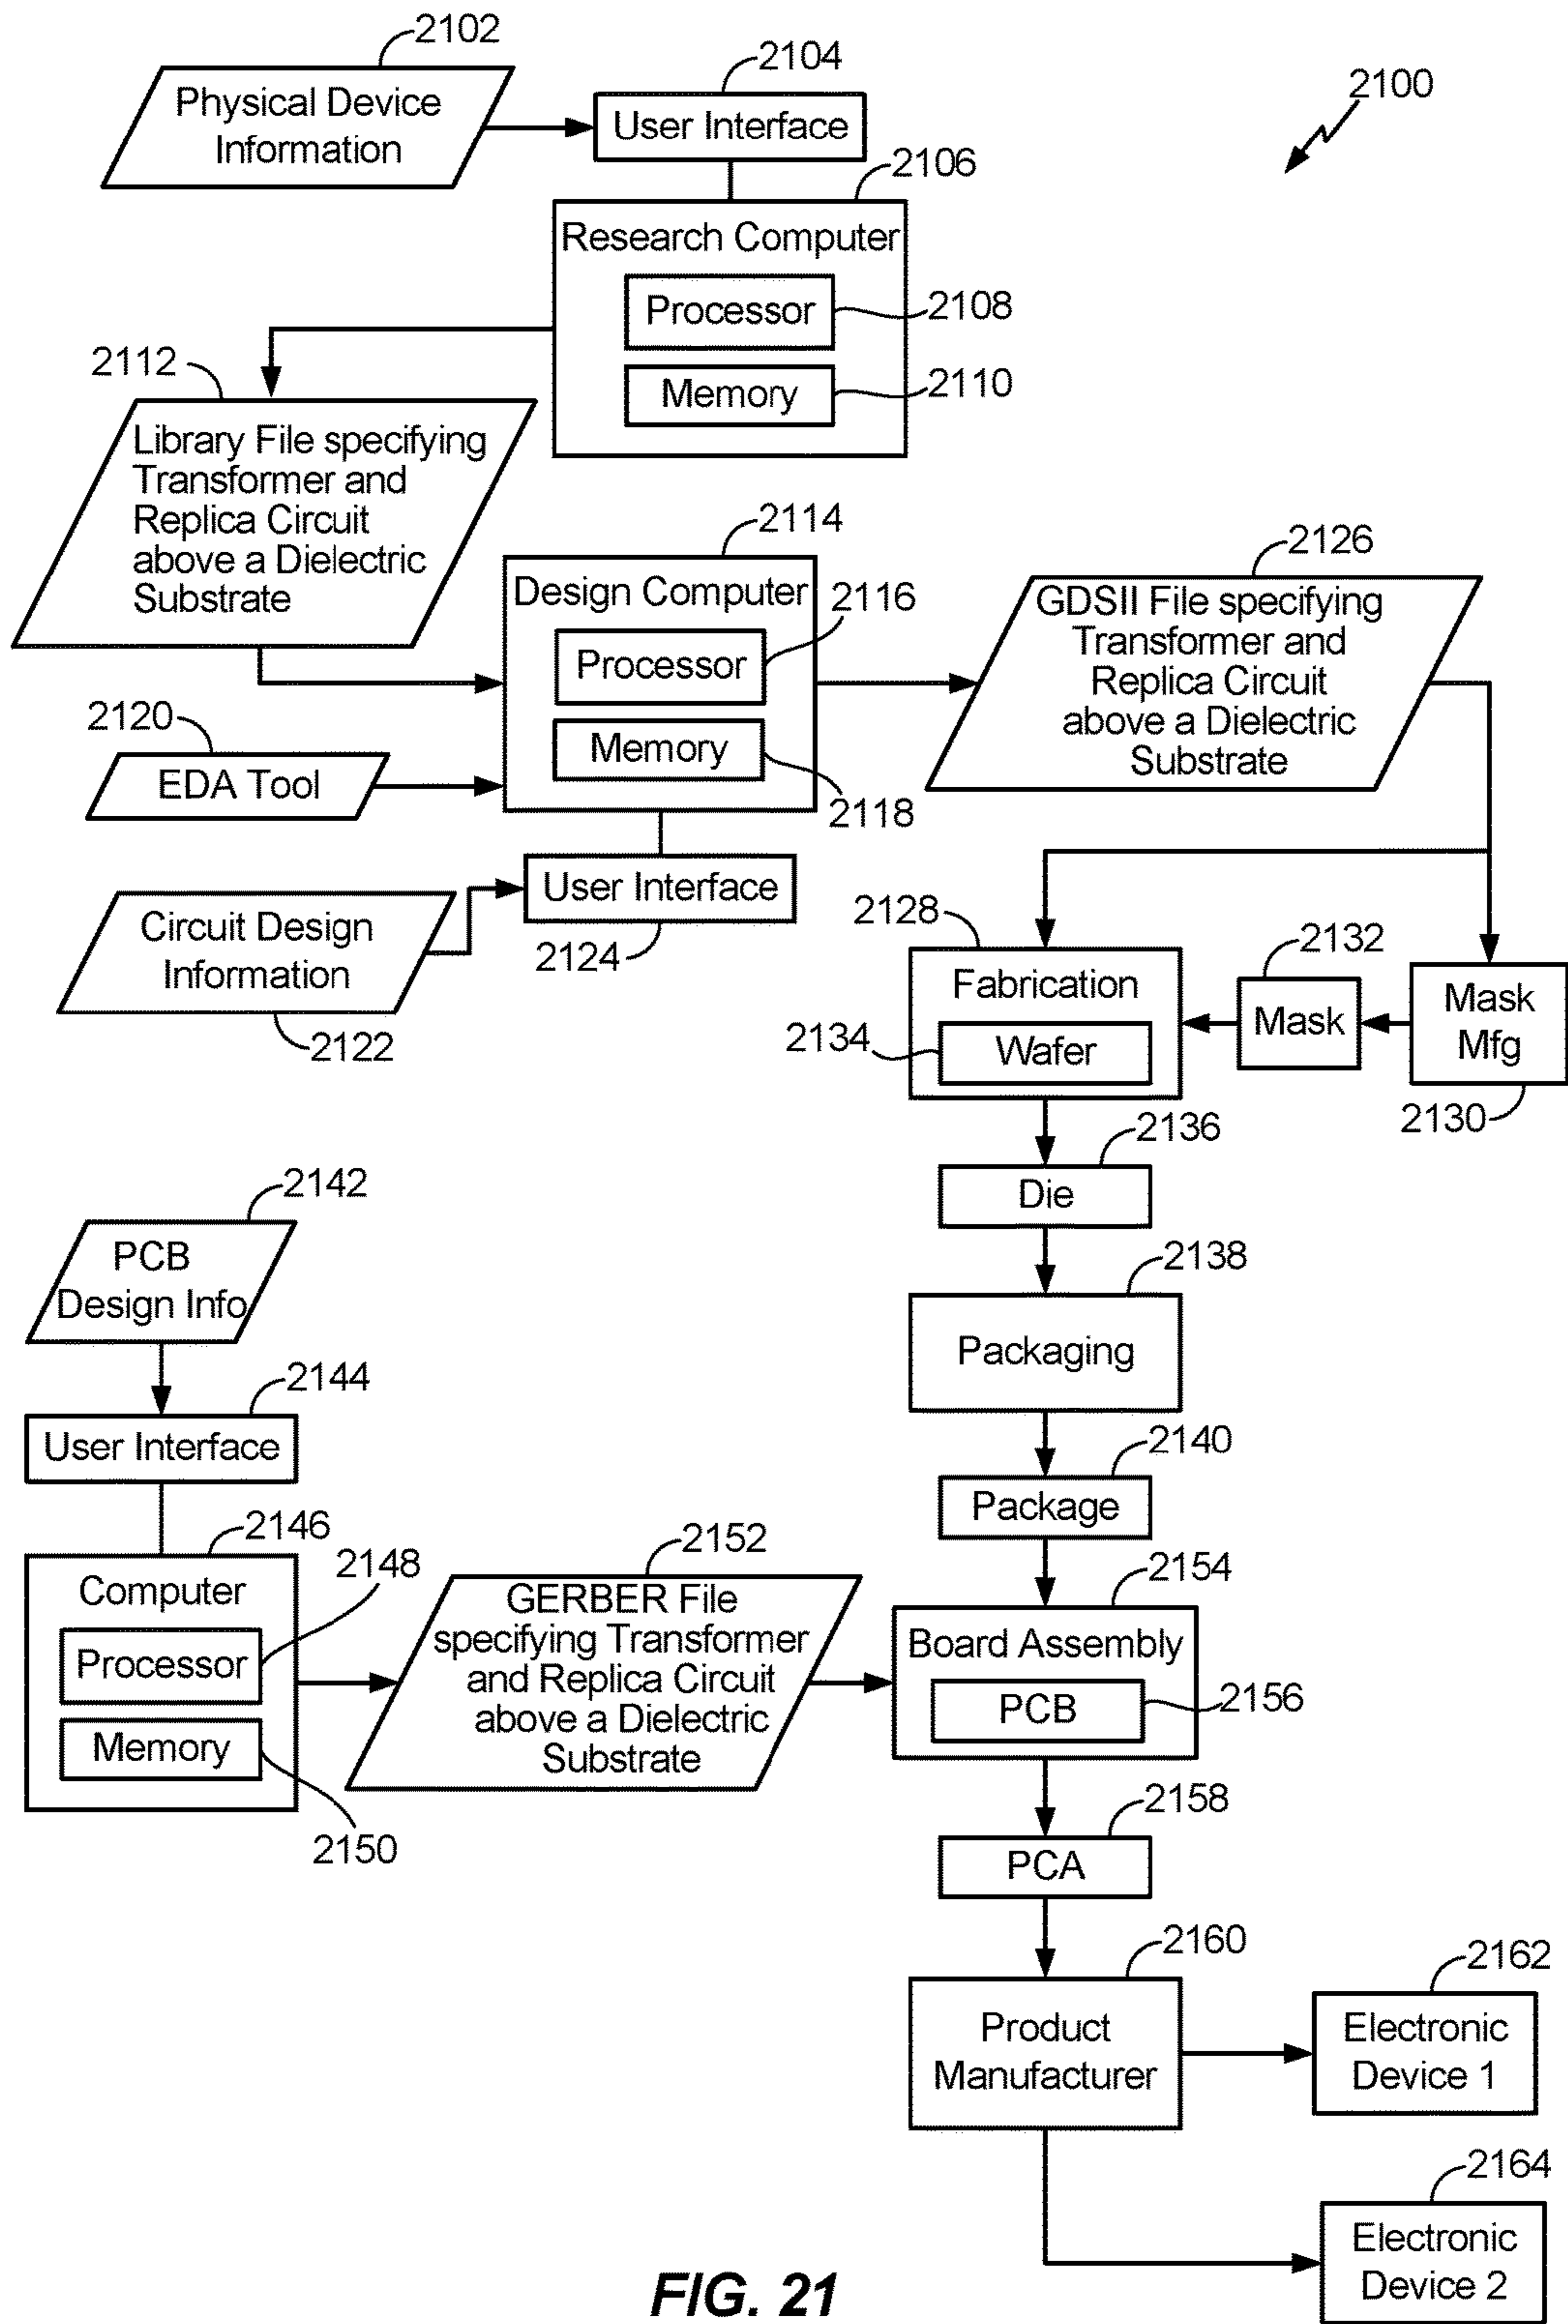 2102
Physical Device
Information
2104
User Interface
2100
2106
Research Computer
Processor
2108
Memory
2110
2112
Library File specifying
Transformer and
Replica Circuit
above a Dielectric
Substrate
2114
Design Computer
2116
Processor
Memory
2118
2120
EDA Tool
2126
GDSII File specifying
Transformer and
Replica Circuit
above a Dielectric
Substrate
User Interface
2124
Circuit Design
Information
2122
2128
Fabrication
2134
Wafer
2132
Mask
Mask
Mfg
2130
2136
Die
2138
Packaging
2140
Package
2142
PCB
Design Info
2144
User Interface
2146
Computer
2148
Processor
Memory
2150
2152
GERBER File
specifying Transformer
and Replica Circuit
above a Dielectric
Substrate
2154
Board Assembly
PCB
2156
2158
PCA
2160
Product
Manufacturer
2162
Electronic
Device 1
2164
Electronic
Device 2
FIG. 21